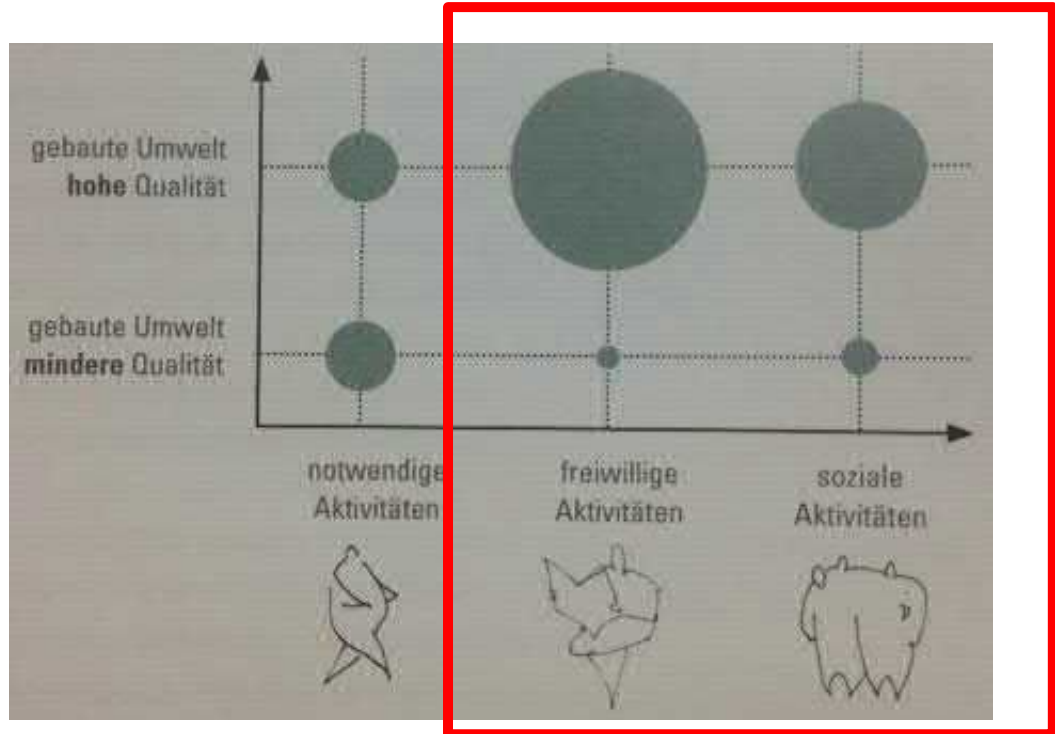 gebaute Umwelt
hohe Qualität
gebaute Umwelt
mindere Qualität
notwendige
Aktivitäten
freiwillige
Aktivitäten
soziale
Aktivitäten